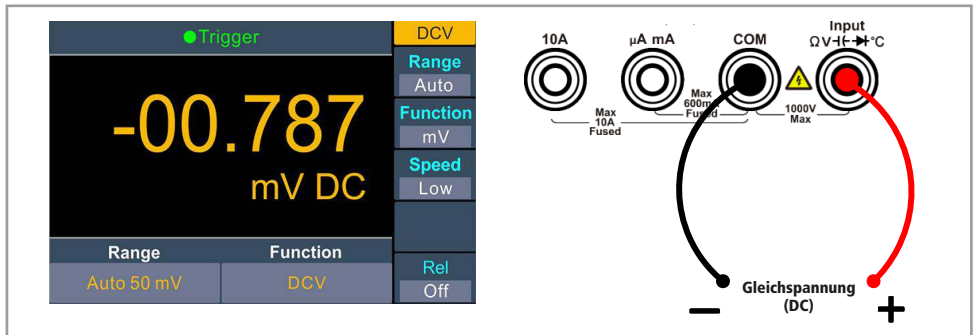 Trigger
DCV
Range
Auto
-00.787
mV DC
Function
mV
Speed
Low
Range
Function
Auto 50 mV
DCV
Rel
Off
10A
µA mA
COM
Input
Ω V °C
Max
10A
Fused
Max
600mA
Fused
1000V
Max
Gleichspannung
(DC)
− +